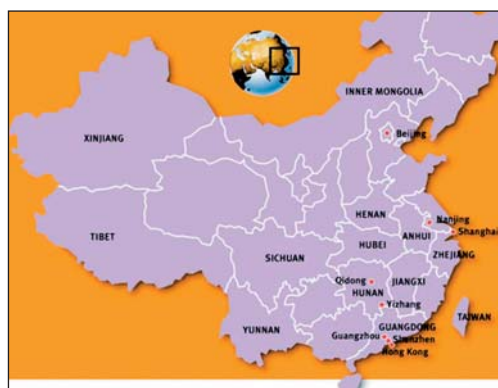 INNER MONGOLIA
Beijing
XINJIANG
HENAN
Nanjing
Shanghai
TIBET
ANHUI
HUBEI
ZHEJIANG
SICHUAN
Qidong
JIANGXI
HUNAN
Yizhang
TAIWAN
YUNNAN
GUANGDONG
Guangzhou
Shenzhen
Hong Kong